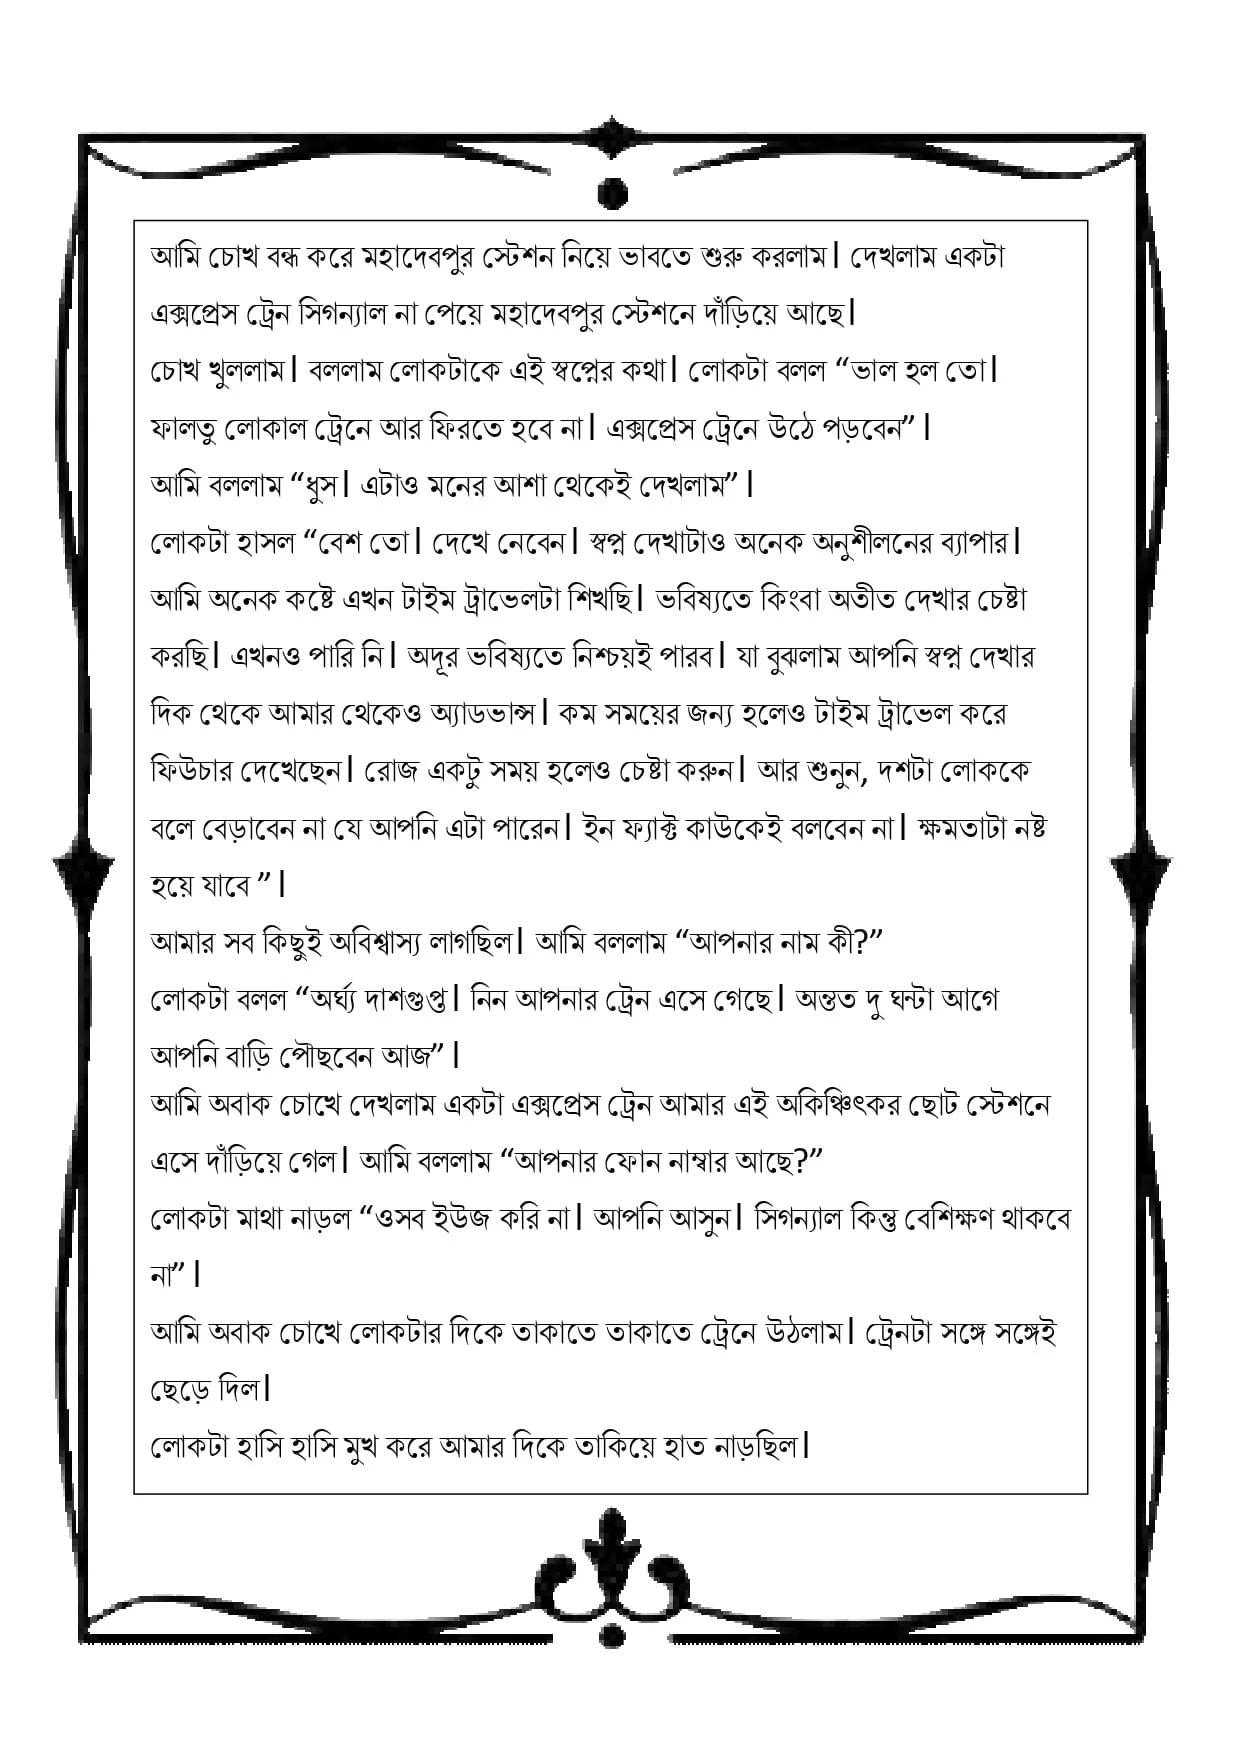 আমি চোখ বন্ধ করে মহাদেবপুর স্টেশন নিয়ে ভাবতে শুরু করলাম। দেখলাম একটা
এক্সপ্রেস ট্রেন সিগন্যাল না পেয়ে মহাদেবপুর স্টেশনে দাঁড়িয়ে আছে।
চোখ খুললাম। বললাম লোকটাকে এই স্বপ্নের কথা। লোকটা বলল “ভাল হল তো।
ফালতু লোকাল ট্রেনে আর ফিরতে হবে না। এক্সপ্রেস ট্রেনে উঠে পড়বেন”।
আমি বললাম “ধুস। এটাও মনের আশা থেকেই দেখলাম”।
লোকটা হাসল “বেশ তো। দেখে নেবেন। স্বপ্ন দেখাটাও অনেক অনুশীলনের ব্যাপার।
আমি অনেক কষ্টে এখন টাইম ট্রাভেলটা শিখছি। ভবিষ্যতে কিংবা অতীত দেখার চেষ্টা
করছি। এখনও পারি নি। অদূর ভবিষ্যতে নিশ্চয়ই পারব। যা বুঝলাম আপনি স্বপ্ন দেখার
দিক থেকে আমার থেকেও অ্যাডভান্স। কম সময়ের জন্য হলেও টাইম ট্রাভেল করে
ফিউচার দেখেছেন। রোজ একটু সময় হলেও চেষ্টা করুন। আর শুনুন, দশটা লোককে
বলে বেড়াবেন না যে আপনি এটা পারেন। ইন ফ্যাক্ট কাউকেই বলবেন না। ক্ষমতাটা নষ্ট
হয়ে যাবে ”।
আমার সব কিছুই অবিশ্বাস্য লাগছিল। আমি বললাম “আপনার নাম কী?”
লোকটা বলল “অর্ঘ্য দাশগুপ্ত। নিন আপনার ট্রেন এসে গেছে। অন্তত দু ঘন্টা আগে
আপনি বাড়ি পৌছবেন আজ”।
আমি অবাক চোখে দেখলাম একটা এক্সপ্রেস ট্রেন আমার এই অকিঞ্চিৎকর ছোট স্টেশনে
এসে দাঁড়িয়ে গেল। আমি বললাম “আপনার ফোন নাম্বার আছে?”
লোকটা মাথা নাড়ল “ওসব ইউজ করি না। আপনি আসুন। সিগন্যাল কিন্তু বেশিক্ষণ থাকবে
না”।
আমি অবাক চোখে লোকটার দিকে তাকাতে তাকাতে ট্রেনে উঠলাম। ট্রেনটা সঙ্গে সঙ্গেই
ছেড়ে দিল।
লোকটা হাসি হাসি মুখ করে আমার দিকে তাকিয়ে হাত নাড়ছিল।